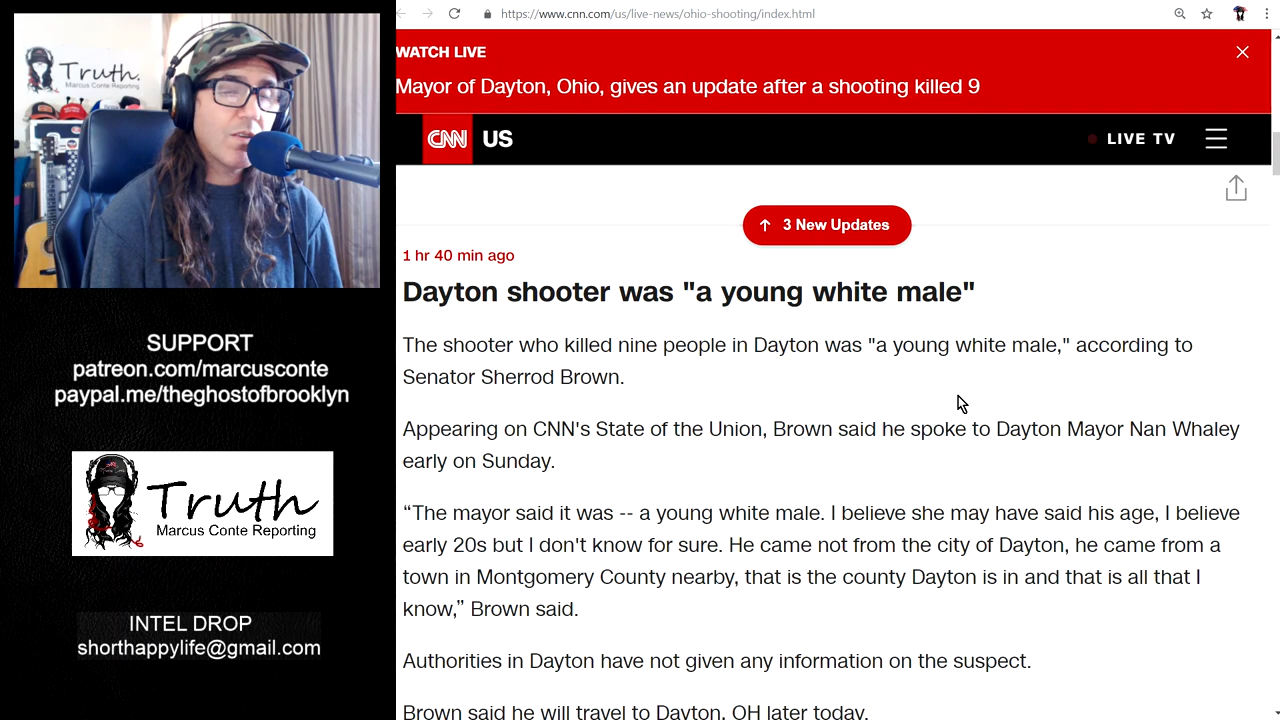 Truth.
Marcus Conte Reporting
SUPPORT
patreon.com/marcusconte
paypal.me/theghostofbrooklyn
Truth
Marcus Conte Reporting
INTEL DROP
shorthappylife@gmail.com
https://www.cnn.com/us/live-news/ohio-shooting/index.html
WATCH LIVE
Mayor of Dayton, Ohio, gives an update after a shooting killed 9
CNN US
LIVE TV
3 New Updates
1 hr 40 min ago
Dayton shooter was "a young white male"
The shooter who killed nine people in Dayton was "a young white male," according to
Senator Sherrod Brown.
Appearing on CNN's State of the Union, Brown said he spoke to Dayton Mayor Nan Whaley
early on Sunday.
“The mayor said it was -- a young white male. I believe she may have said his age, I believe
early 20s but I don't know for sure. He came not from the city of Dayton, he came from a
town in Montgomery County nearby, that is the county Dayton is in and that is all that I
know,” Brown said.
Authorities in Dayton have not given any information on the suspect.
Brown said he will travel to Dayton, OH later today.